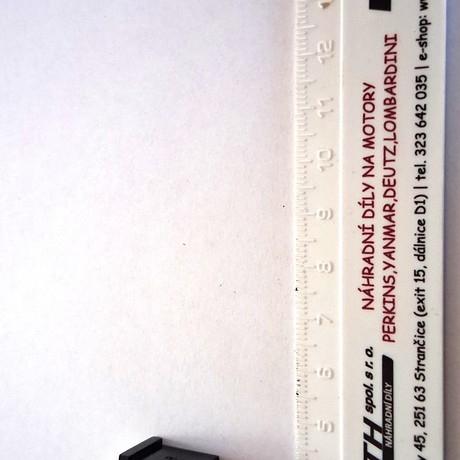 TH spol. s r. o.
NÁHRADNÍ DÍLY
NÁHRADNÍ DÍLY NA MOTORY
PERKINS,YANMAR,DEUTZ,LOMBARDINI
45, 251 63 Strančice (exit 15, dálnice D1) | tel. 323 642 035 | e-shop:
5 6 7 8 9 10 11 12